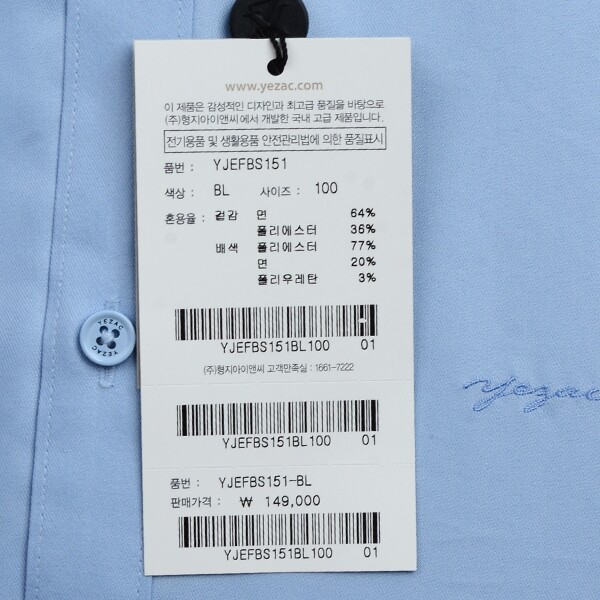 www.yezac.com
이 제품은 감성적인 디자인과 최고급 품질을 바탕으로
(주)형지아이앤씨에서 개발한 국내 고급 제품입니다.
전기용품 및 생활용품 안전관리법에 의한 품질표시
품번 : YJEFBS151
색상 : BL 사이즈 : 100
혼용율 : 겉감 면 64%
폴리에스터 36%
배색 폴리에스터 77%
면 20%
폴리우레탄 3%
YJEFBS151BL100 01
(주)형지아이앤씨 고객만족실 : 1661-7222
YJEFBS151BL100 01
품번 : YJEFBS151-BL
판매가격 : ₩ 149,000
YJEFBS151BL100 01
YEZAC
YEZAC
yezac